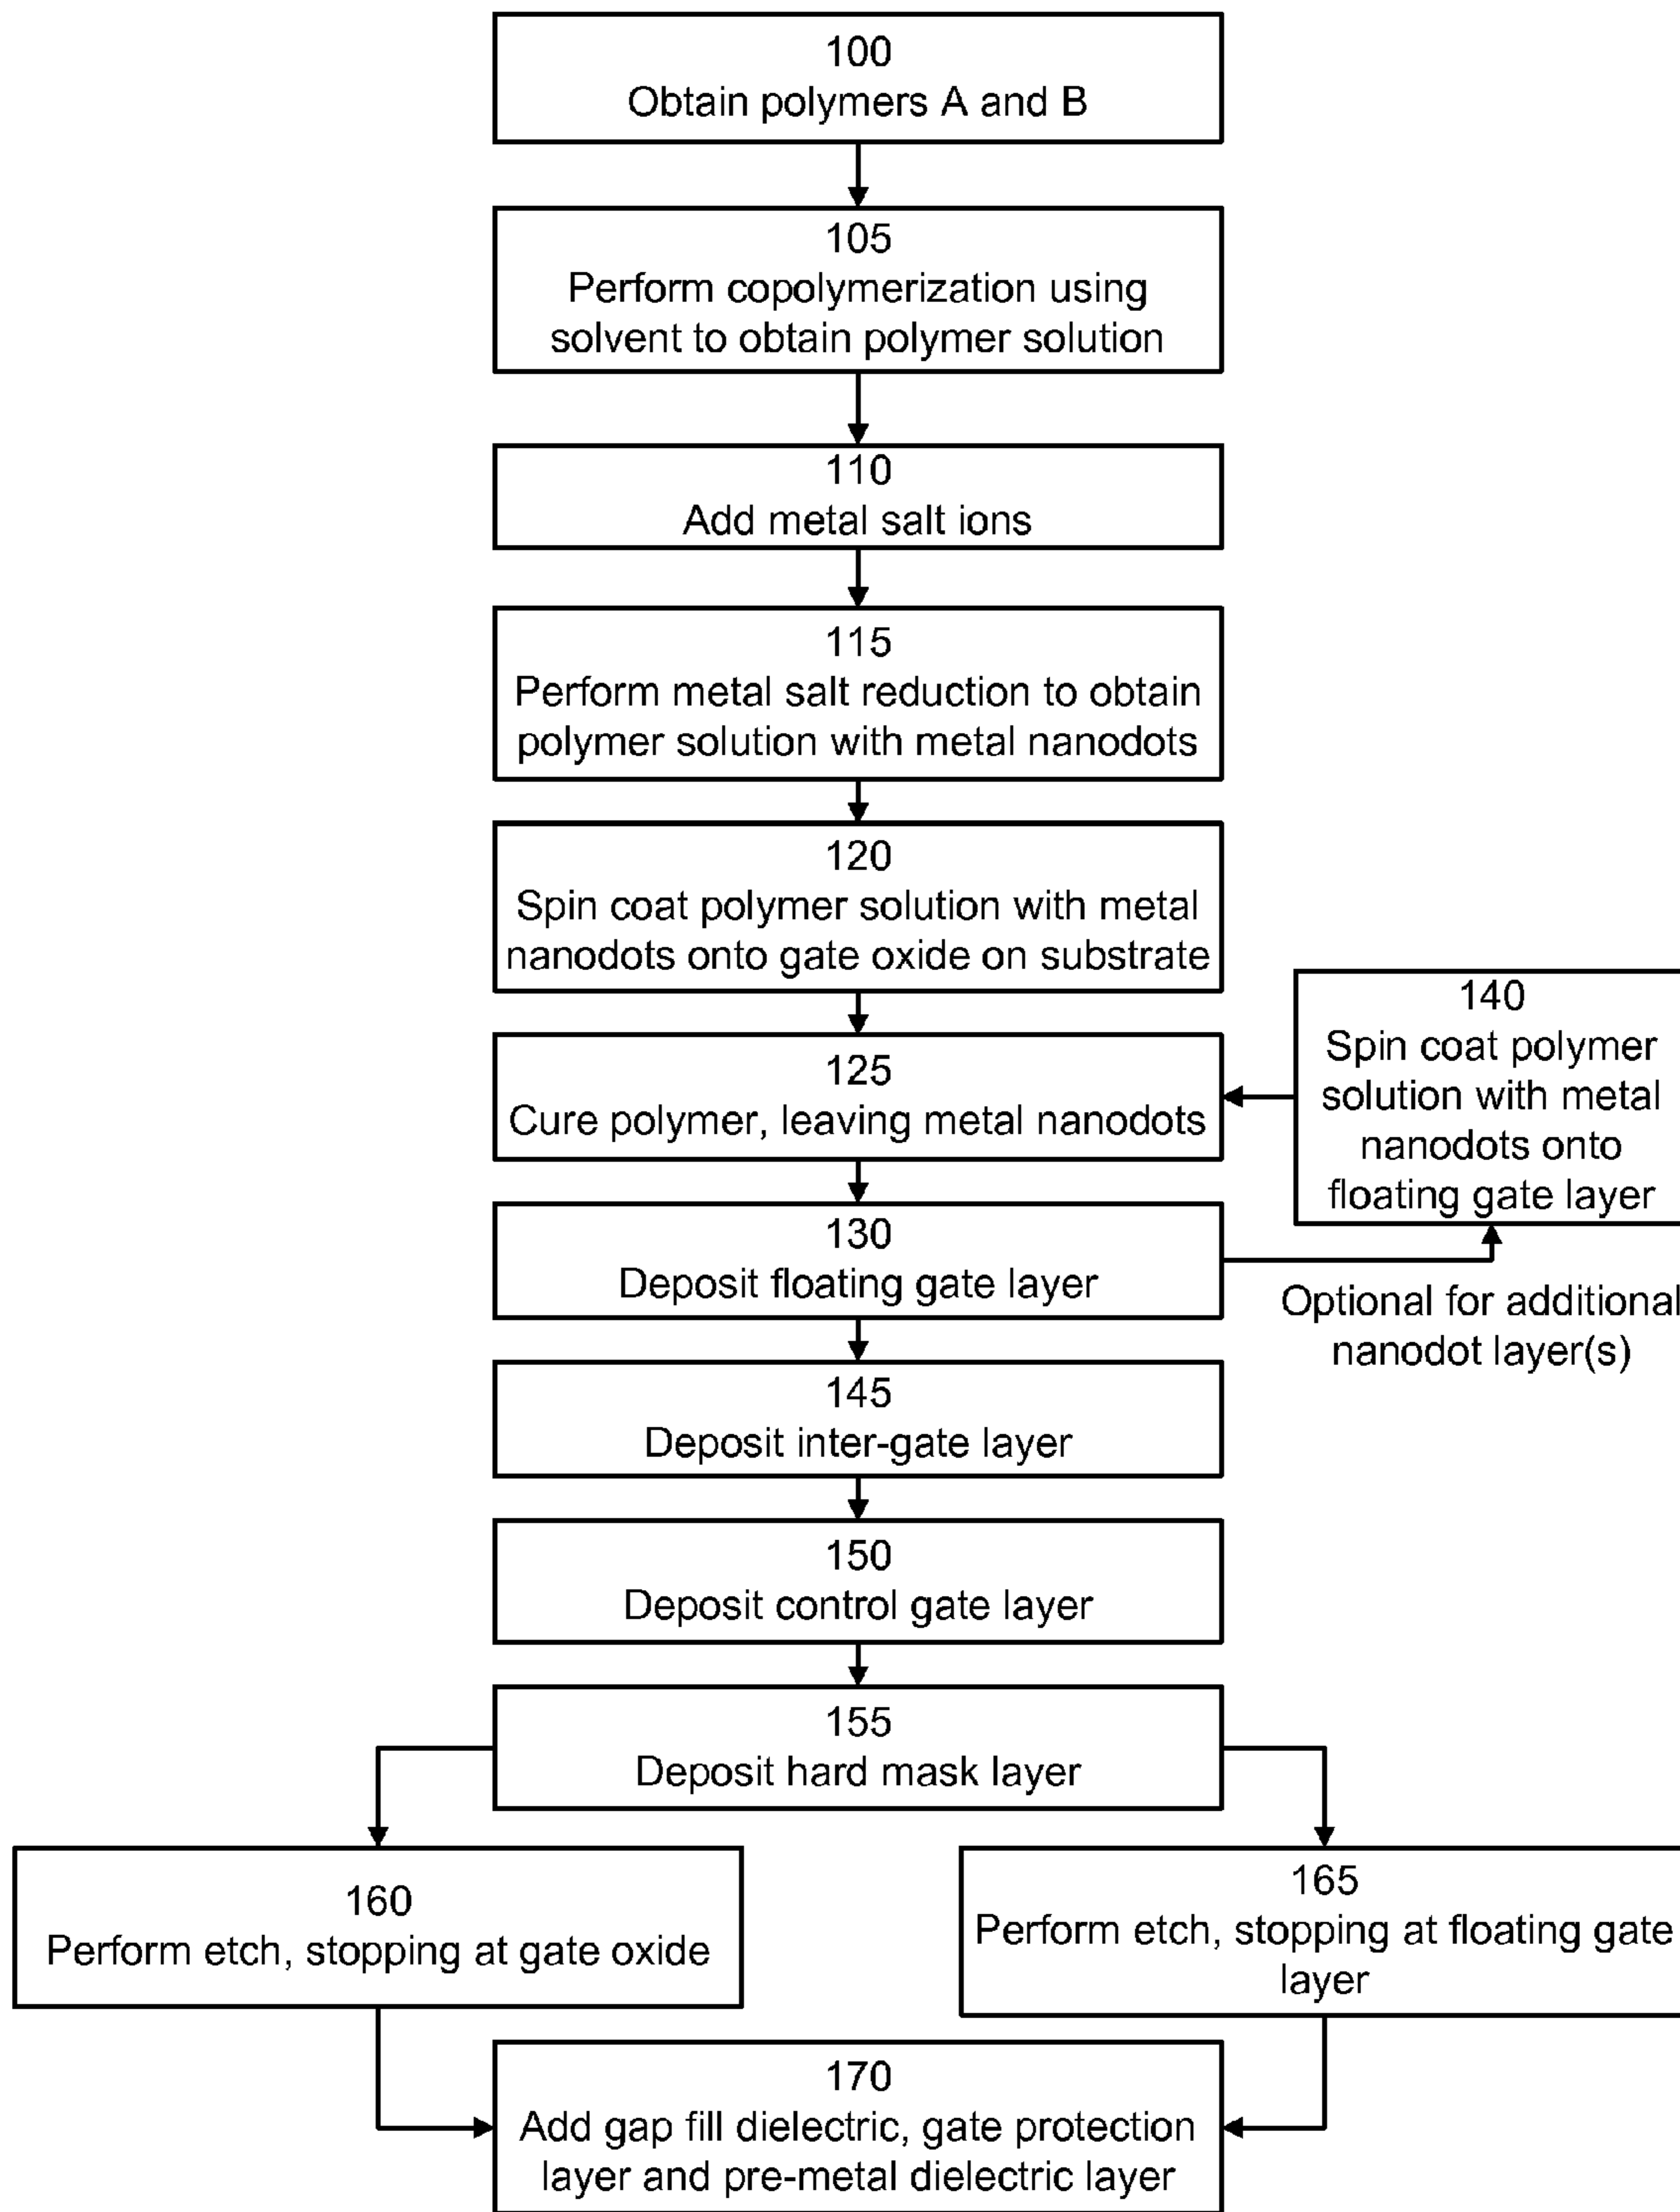 100
Obtain polymers A and B
105
Perform copolymerization using
solvent to obtain polymer solution
110
Add metal salt ions
115
Perform metal salt reduction to obtain
polymer solution with metal nanodots
120
Spin coat polymer solution with metal
nanodots onto gate oxide on substrate
140
Spin coat polymer
solution with metal
nanodots onto
floating gate layer
125
Cure polymer, leaving metal nanodots
130
Deposit floating gate layer
Optional for additional
nanodot layer(s)
145
Deposit inter-gate layer
150
Deposit control gate layer
155
Deposit hard mask layer
160
Perform etch, stopping at gate oxide
165
Perform etch, stopping at floating gate
layer
170
Add gap fill dielectric, gate protection
layer and pre-metal dielectric layer